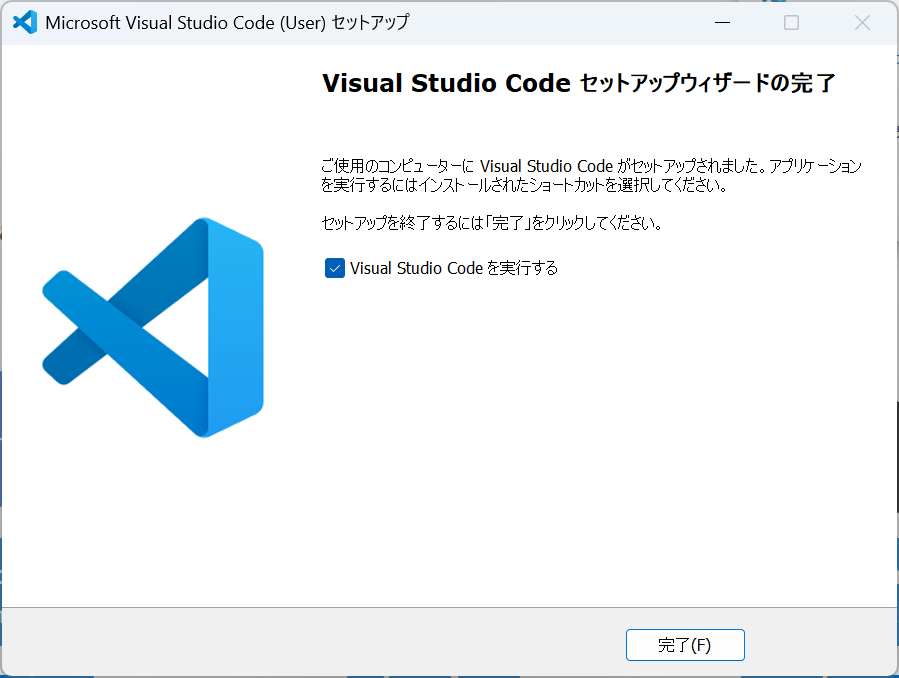 Microsoft Visual Studio Code (User) セットアップ
Visual Studio Code セットアップウィザードの完了
ご使用のコンピューターに Visual Studio Code がセットアップされました。アプリケーション
を実行するにはインストールされたショートカットを選択してください。
セットアップを終了するには「完了」をクリックしてください。
Visual Studio Code を実行する
完了(F)